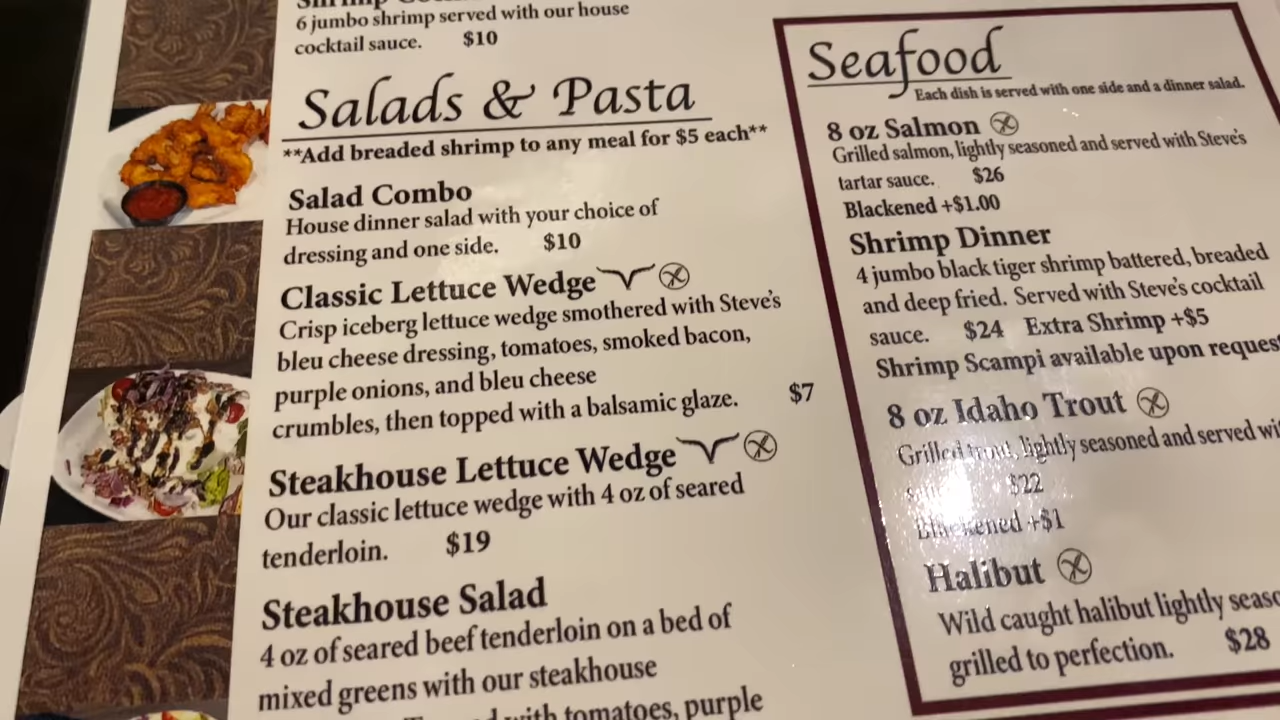 6 jumbo shrimp served with our house
cocktail sauce. $10
Salads & Pasta
**Add breaded shrimp to any meal for $5 each**
Salad Combo
House dinner salad with your choice of
dressing and one side. $10
Classic Lettuce Wedge
Crisp iceberg lettuce wedge smothered with Steve's
bleu cheese dressing, tomatoes, smoked bacon,
purple onions, and bleu cheese
crumbles, then topped with a balsamic glaze. $7
Steakhouse Lettuce Wedge
Our classic lettuce wedge with 4 oz of seared
tenderloin. $19
Steakhouse Salad
4 oz of seared beef tenderloin on a bed of
mixed greens with our steakhouse
with tomatoes, purple
Seafood
Each dish is served with one side and a dinner salad.
8 oz Salmon
Grilled salmon, lightly seasoned and served with Steve's
tartar sauce. $26
Blackened +$1.00
Shrimp Dinner
4 jumbo black tiger shrimp battered, breaded
and deep fried. Served with Steve's cocktail
sauce. $24 Extra Shrimp +$5
Shrimp Scampi available upon request
8 oz Idaho Trout
Grilled trout, lightly seasoned and served
$22
Blackened +$1
Halibut
Wild caught halibut lightly
grilled to perfection. $28